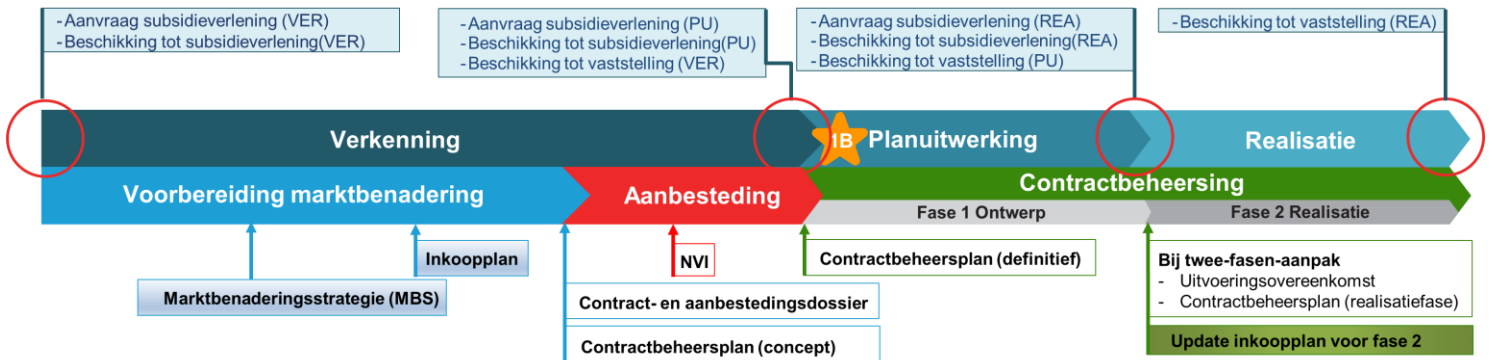 - Aanvraag subsidieverlening (VER)
- Beschikking tot subsidieverlening(VER)
- Aanvraag subsidieverlening (PU)
- Beschikking tot subsidieverlening(PU)
- Beschikking tot vaststelling (VER)
- Aanvraag subsidieverlening (REA)
- Beschikking tot subsidieverlening(REA)
- Beschikking tot vaststelling (PU)
- Beschikking tot vaststelling (REA)
Verkenning
1B
Planuitwerking
Realisatie
Voorbereiding marktbenadering
Aanbesteding
Contractbeheersing
Fase 1 Ontwerp
Fase 2 Realisatie
Inkoopplan
Marktbenaderingsstrategie (MBS)
NVI
Contract- en aanbestedingsdossier
Contractbeheersplan (concept)
Contractbeheersplan (definitief)
Bij twee-fasen-aanpak
- Uitvoeringsovereenkomst
- Contractbeheersplan (realisatiefase)
Update inkoopplan voor fase 2